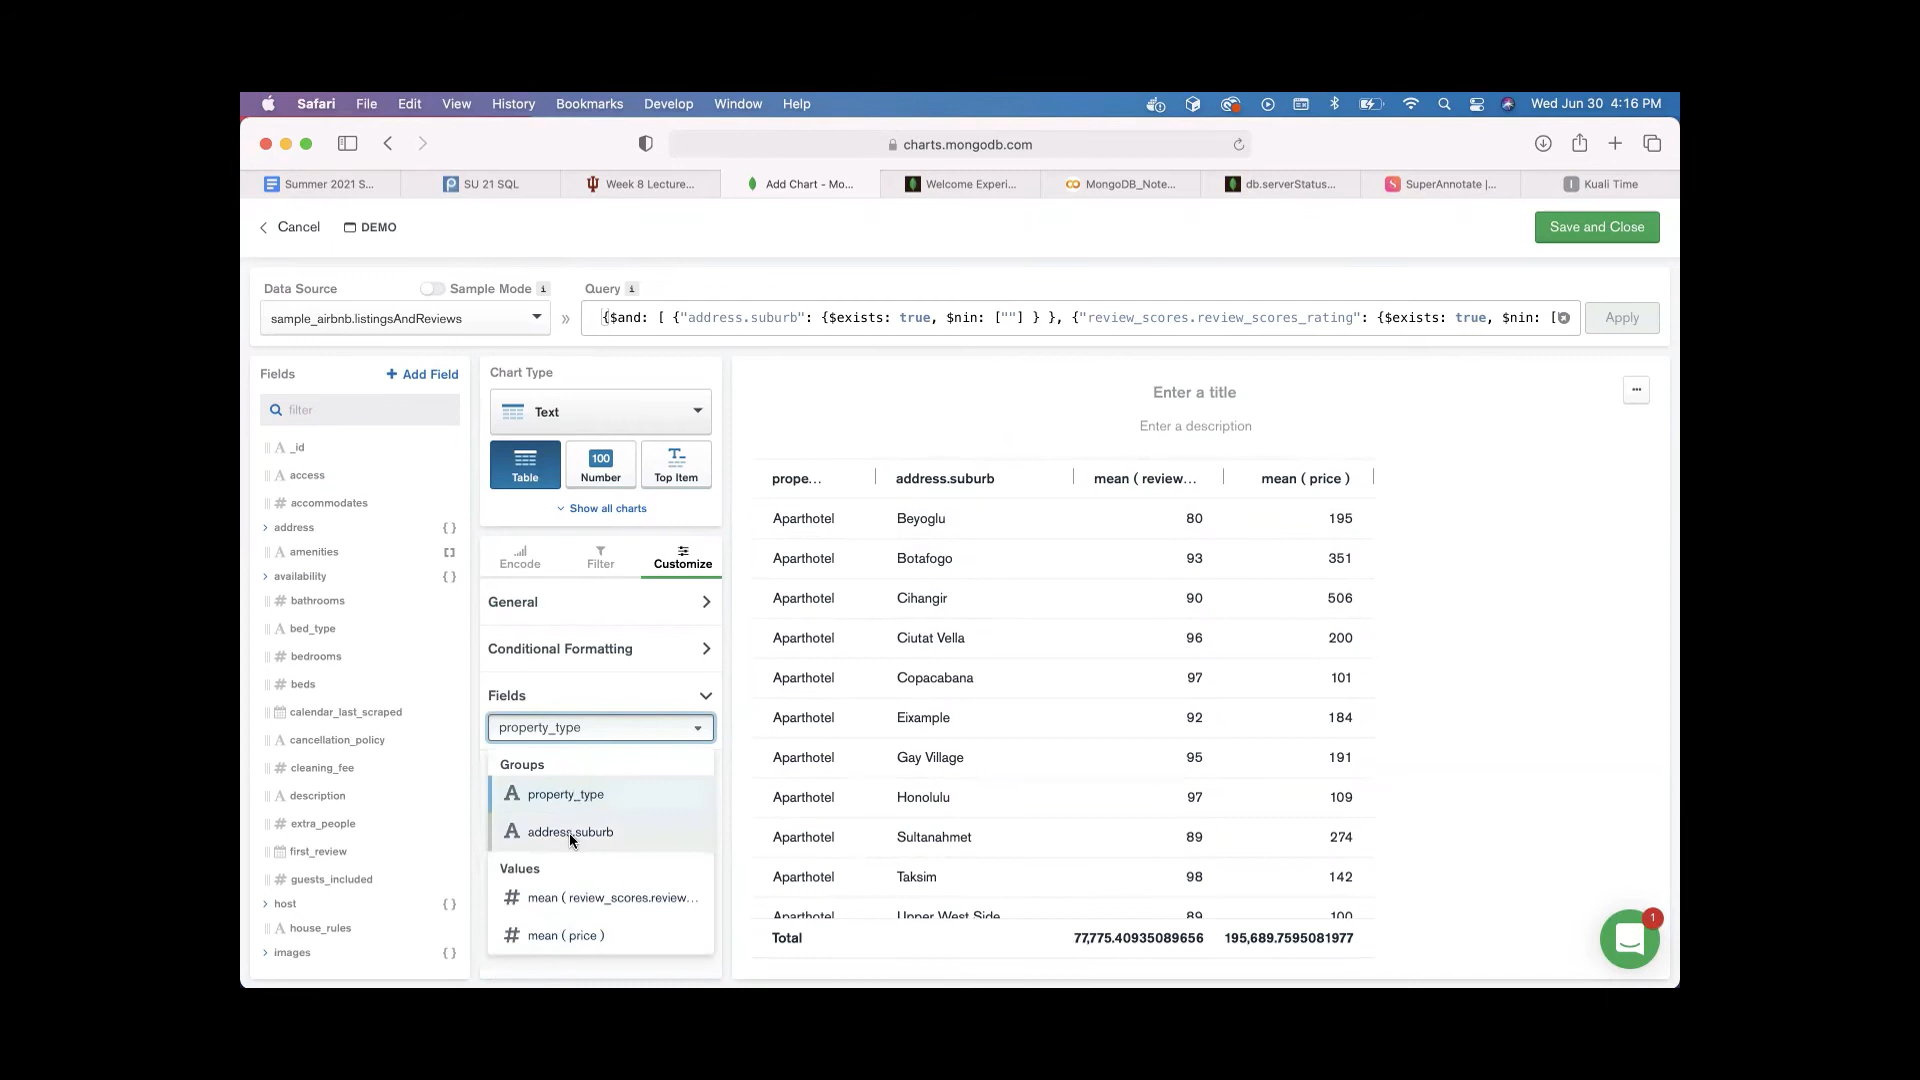 Safari File Edit View History Bookmarks Develop Window Help Wed Jun 30 4:16 PM
charts.mongodb.com
Summer 2021 S... SU 21 SQL Week 8 Lecture... Add Chart - Mo... Welcome Experi... MongoDB_Note... db.serverStatus... SuperAnnotate |... Kuali Time
Cancel DEMO Save and Close
Data Source Sample Mode i Query i
sample_airbnb.listingsAndReviews » {$and: [ {"address.suburb": {$exists: true, $nin: [""] } }, {"review_scores.review_scores_rating": {$exists: true, $nin: [ Apply
Fields + Add Field
filter
_id
access
# accommodates
address { }
amenities [ ]
availability { }
# bathrooms
bed_type
# bedrooms
# beds
calendar_last_scraped
cancellation_policy
# cleaning_fee
description
# extra_people
first_review
# guests_included
host { }
house_rules
images { }
Chart Type
Text
Table 100 Number Top Item
Show all charts
Encode Filter Customize
General
Conditional Formatting
Fields
property_type
Groups
A property_type
A address.suburb
Values
# mean ( review_scores.review...
# mean ( price )
Enter a title
Enter a description
prope... address.suburb mean ( review... mean ( price )
Aparthotel Beyoglu 80 195
Aparthotel Botafogo 93 351
Aparthotel Cihangir 90 506
Aparthotel Ciutat Vella 96 200
Aparthotel Copacabana 97 101
Aparthotel Eixample 92 184
Aparthotel Gay Village 95 191
Aparthotel Honolulu 97 109
Aparthotel Sultanahmet 89 274
Aparthotel Taksim 98 142
Aparthotel Upper West Side 89 100
Total 77,775.40935089656 195,689.7595081977
1